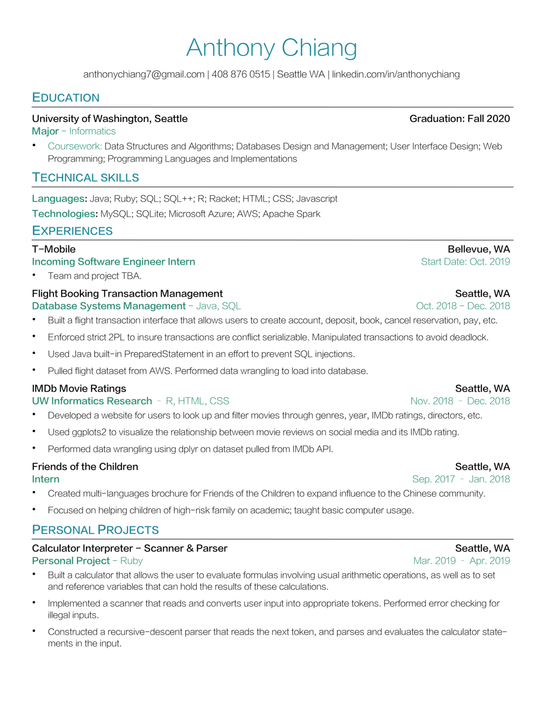 Anthony Chiang
anthonychiang7@gmail.com | 408 876 0515 | Seattle WA | linkedin.com/in/anthonychiang
EDUCATION
University of Washington, Seattle Graduation: Fall 2020
Major - Informatics
• Coursework: Data Structures and Algorithms; Databases Design and Management; User Interface Design; Web
Programming; Programming Languages and Implementations
TECHNICAL SKILLS
Languages: Java; Ruby; SQL; SQL++; R; Racket; HTML; CSS; Javascript
Technologies: MySQL; SQLite; Microsoft Azure; AWS; Apache Spark
EXPERIENCES
T-Mobile Bellevue, WA
Incoming Software Engineer Intern Start Date: Oct. 2019
• Team and project TBA.
Flight Booking Transaction Management Seattle, WA
Database Systems Management - Java, SQL Oct. 2018 - Dec. 2018
• Built a flight transaction interface that allows users to create account, deposit, book, cancel reservation, pay, etc.
• Enforced strict 2PL to insure transactions are conflict serializable. Manipulated transactions to avoid deadlock.
• Used Java built-in PreparedStatement in an effort to prevent SQL injections.
• Pulled flight dataset from AWS. Performed data wrangling to load into database.
IMDb Movie Ratings Seattle, WA
UW Informatics Research - R, HTML, CSS Nov. 2018 - Dec. 2018
• Developed a website for users to look up and filter movies through genres, year, IMDb ratings, directors, etc.
• Used ggplots2 to visualize the relationship between movie reviews on social media and its IMDb rating.
• Performed data wrangling using dplyr on dataset pulled from IMDb API.
Friends of the Children Seattle, WA
Intern Sep. 2017 - Jan. 2018
• Created multi-languages brochure for Friends of the Children to expand influence to the Chinese community.
• Focused on helping children of high-risk family on academic; taught basic computer usage.
PERSONAL PROJECTS
Calculator Interpreter - Scanner & Parser Seattle, WA
Personal Project - Ruby Mar. 2019 - Apr. 2019
• Built a calculator that allows the user to evaluate formulas involving usual arithmetic operations, as well as to set
and reference variables that can hold the results of these calculations.
• Implemented a scanner that reads and converts user input into appropriate tokens. Performed error checking for
illegal inputs.
• Constructed a recursive-descent parser that reads the next token, and parses and evaluates the calculator state-
ments in the input.